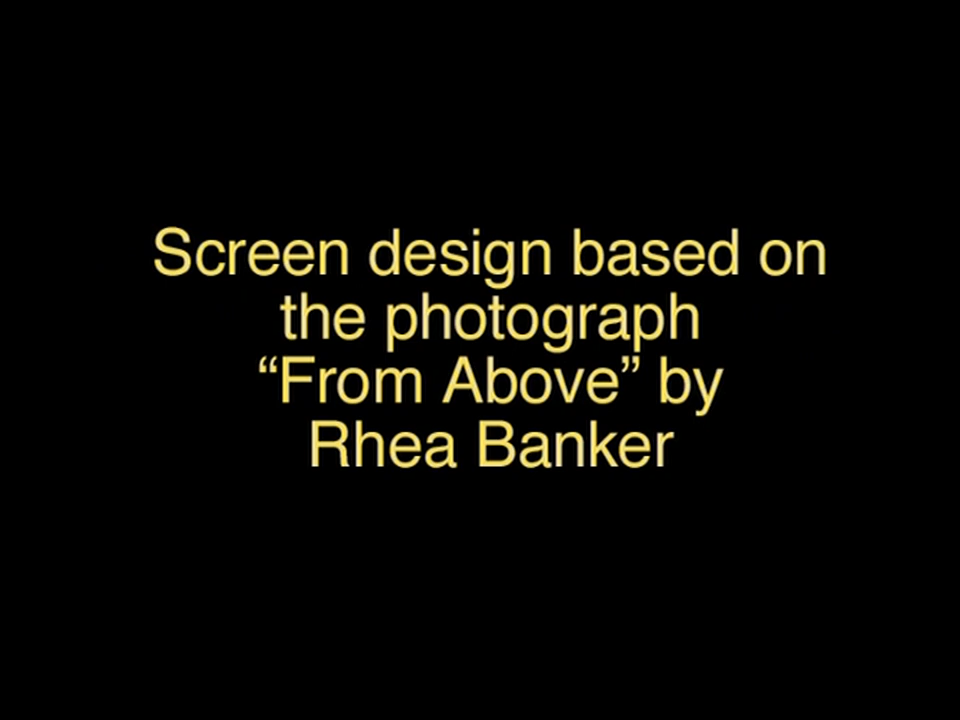 Screen design based on
the photograph
“From Above” by
Rhea Banker